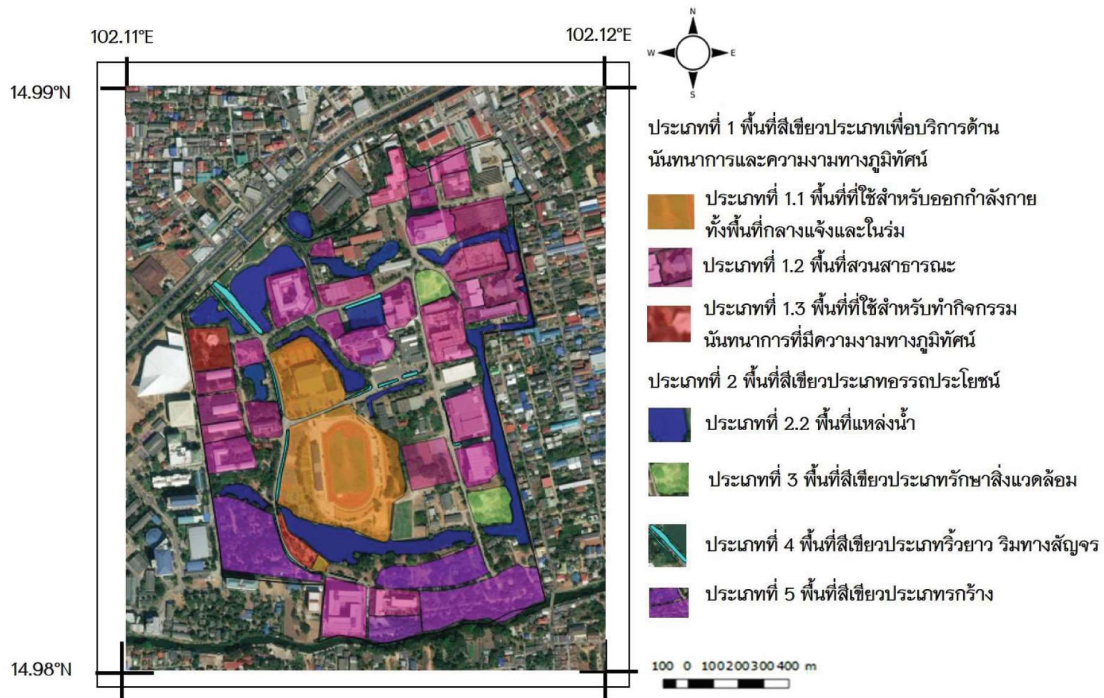 102.11°E
102.12°E
14.99°N
14.98°N
N
W
E
S
ประเภทที่ 1 พื้นที่สีเขียวประเภทเพื่อบริการด้าน
นันทนาการและความงามทางภูมิทัศน์
ประเภทที่ 1.1 พื้นที่ที่ใช้สำหรับออกกำลังกาย
ทั้งพื้นที่กลางแจ้งและในร่ม
ประเภทที่ 1.2 พื้นที่สวนสาธารณะ
ประเภทที่ 1.3 พื้นที่ที่ใช้สำหรับทำกิจกรรม
นันทนาการที่มีความงามทางภูมิทัศน์
ประเภทที่ 2 พื้นที่สีเขียวประเภทอรรถประโยชน์
ประเภทที่ 2.2 พื้นที่แหล่งน้ำ
ประเภทที่ 3 พื้นที่สีเขียวประเภทรักษาสิ่งแวดล้อม
ประเภทที่ 4 พื้นที่สีเขียวประเภทริ้วยาว ริมทางสัญจร
ประเภทที่ 5 พื้นที่สีเขียวประเภทรกร้าง
100 0 100 200 300 400 m